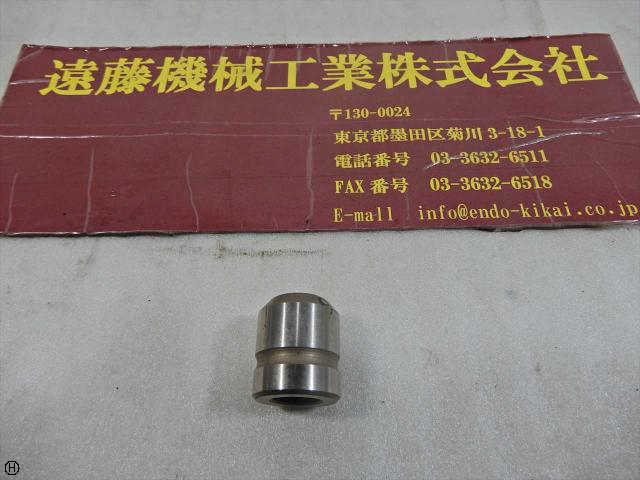 遠藤機械工業株式会社
〒130-0024
東京都墨田区菊川 3-18-1
電話番号 03-3632-6511
FAX 番号 03-3632-6518
E-mall info@endo-kikai.co.jp
H